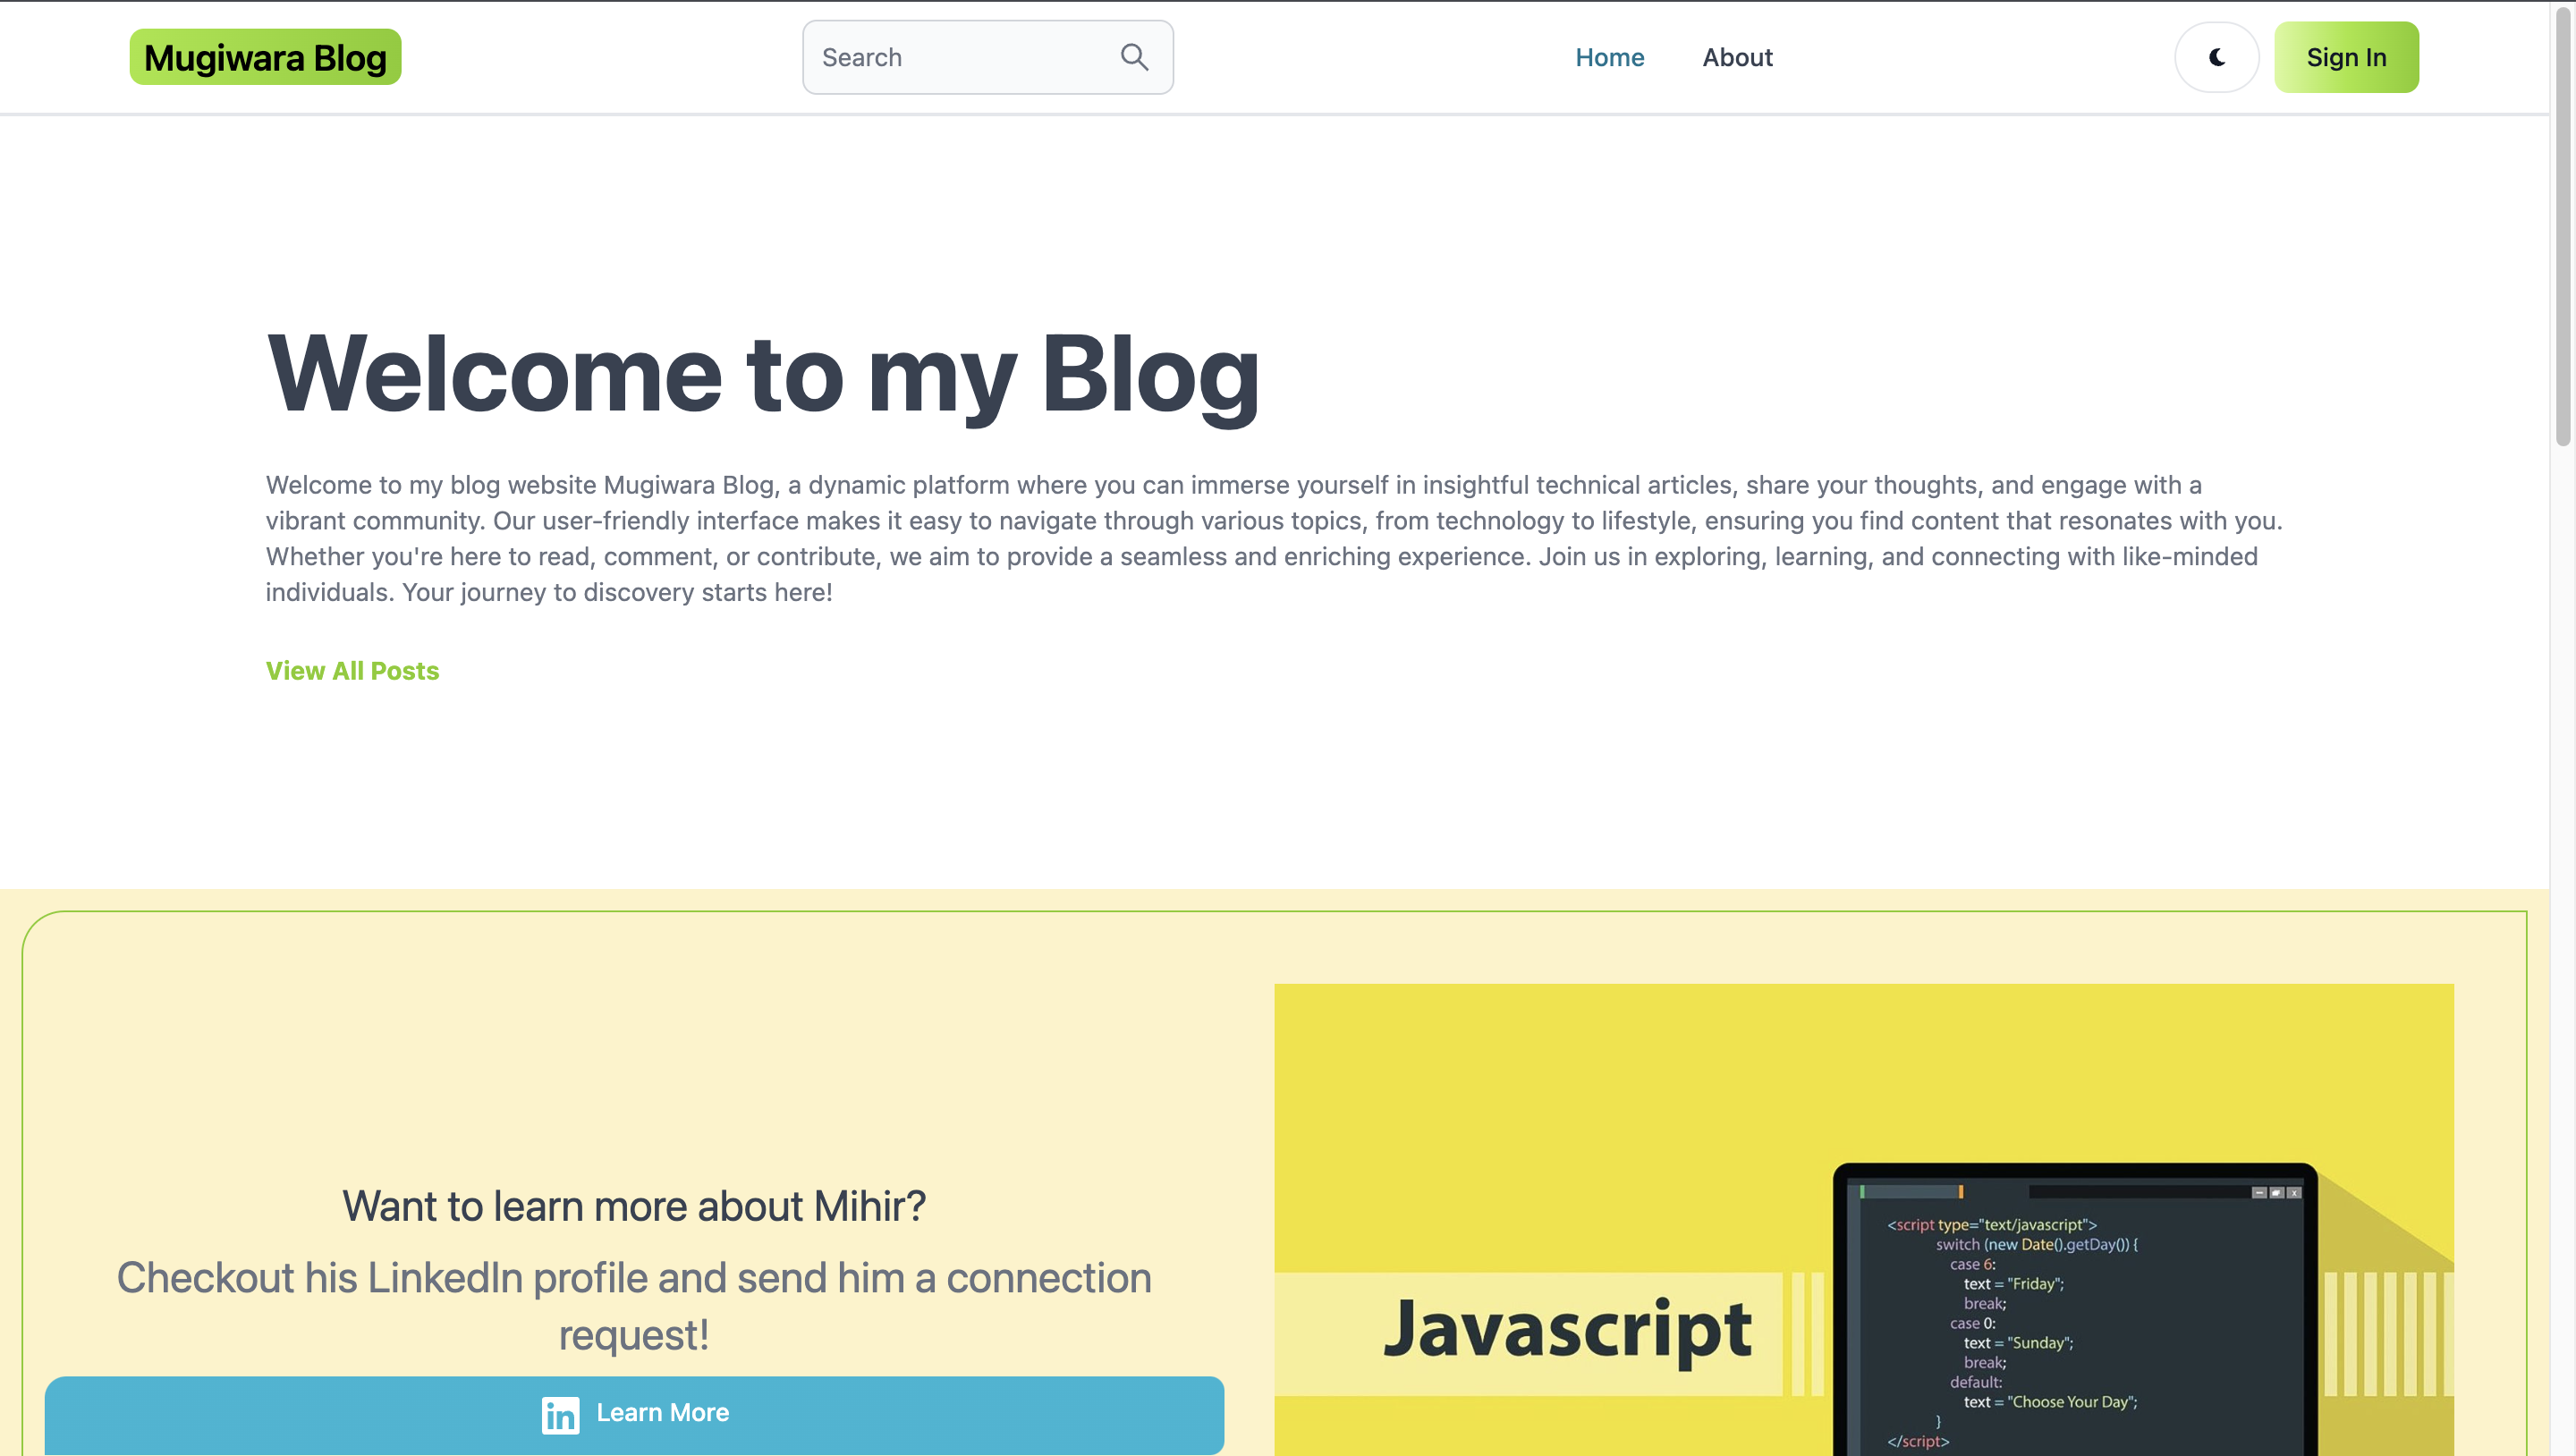 Mugiwara Blog
Search
Home
About
Sign In
Welcome to my Blog
Welcome to my blog website Mugiwara Blog, a dynamic platform where you can immerse yourself in insightful technical articles, share your thoughts, and engage with a
vibrant community. Our user-friendly interface makes it easy to navigate through various topics, from technology to lifestyle, ensuring you find content that resonates with you.
Whether you're here to read, comment, or contribute, we aim to provide a seamless and enriching experience. Join us in exploring, learning, and connecting with like-minded
individuals. Your journey to discovery starts here!
View All Posts
Want to learn more about Mihir?
Checkout his LinkedIn profile and send him a connection
request!
in Learn More
Javascript
<script type="text/javascript">
switch (new Date().getDay()) {
case 6:
text = "Friday";
break;
case 0:
text = "Sunday";
break;
default:
text = "Choose Your Day";
}
</script>